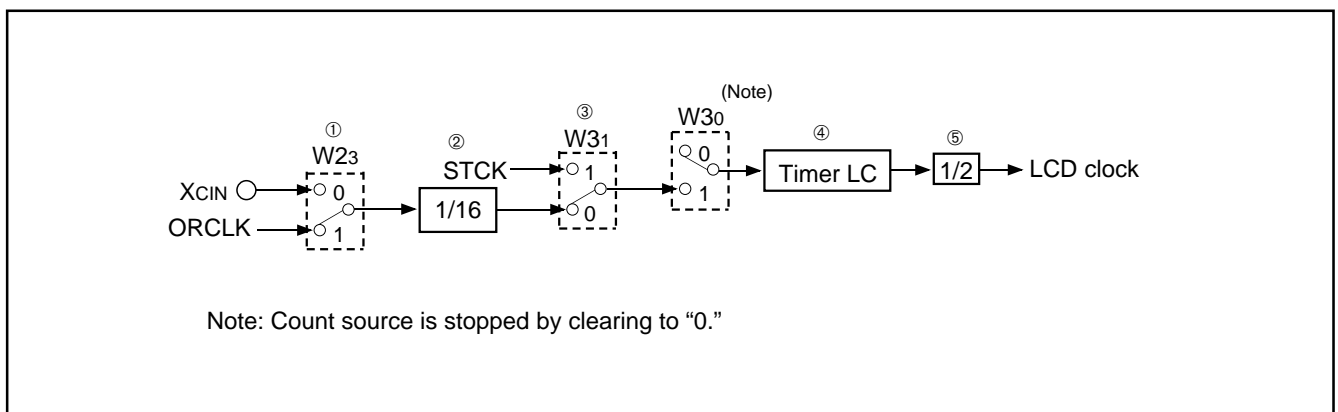 (Note)
① W23
② 
③ W31
W30
④
⑤
XCIN
0
1
ORCLK
1/16
STCK
1
0
0
1
Timer LC
1/2
LCD clock
Note: Count source is stopped by clearing to “0.”